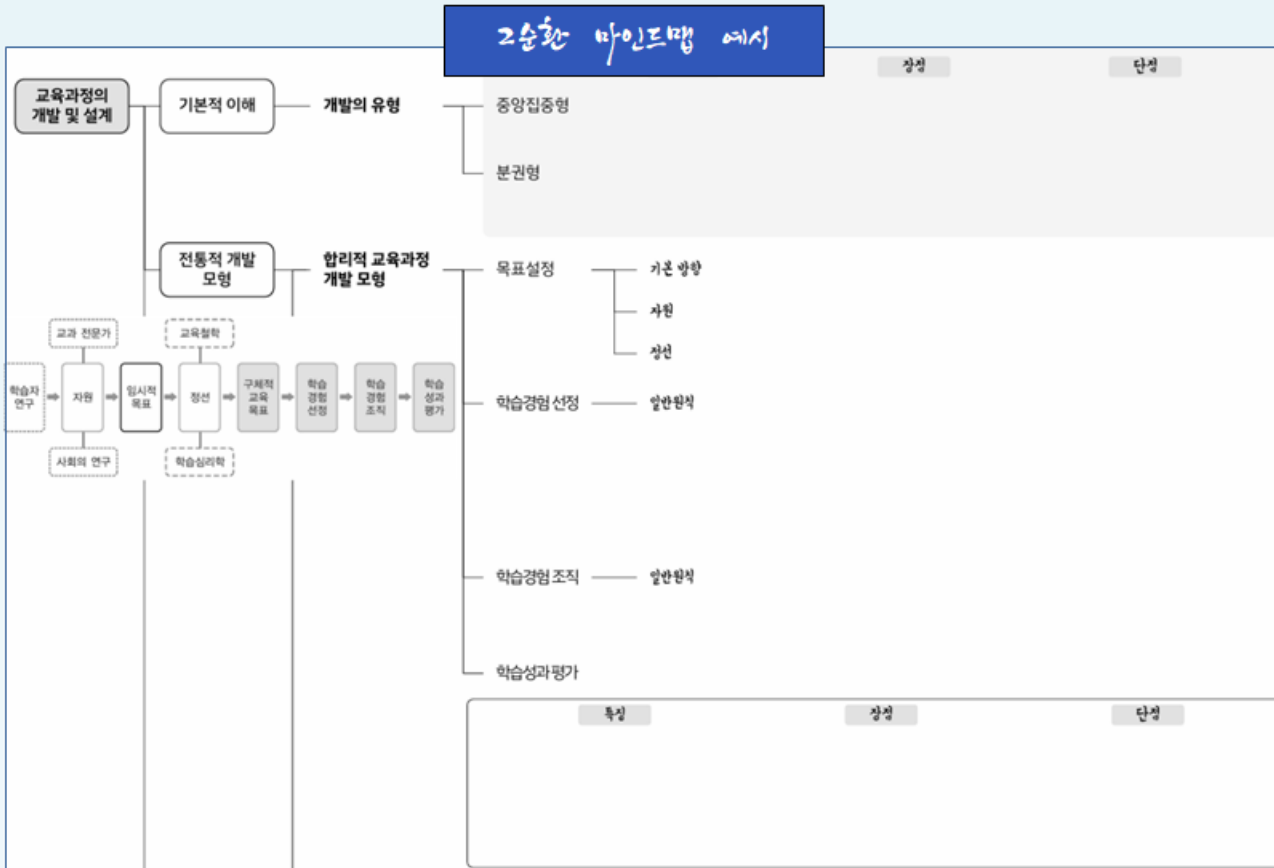 2순환 마인드맵 예시
장점
단점
교육과정의
개발 및 설계
기본적 이해
개발의 유형
중앙집중형
분권형
전통적 개발
모형
합리적 교육과정
개발 모형
목표설정
기본 방향
자원
정선
학습경험 선정
일반원칙
학습경험 조직
일반원칙
학습성과 평가
교과 전문가
교육철학
학습자
연구
자원
임시적
목표
정선
구체적
교육
목표
학습
경험
선정
학습
경험
조직
학습
성과
평가
사회의 연구
학습심리학
특징
장점
단점